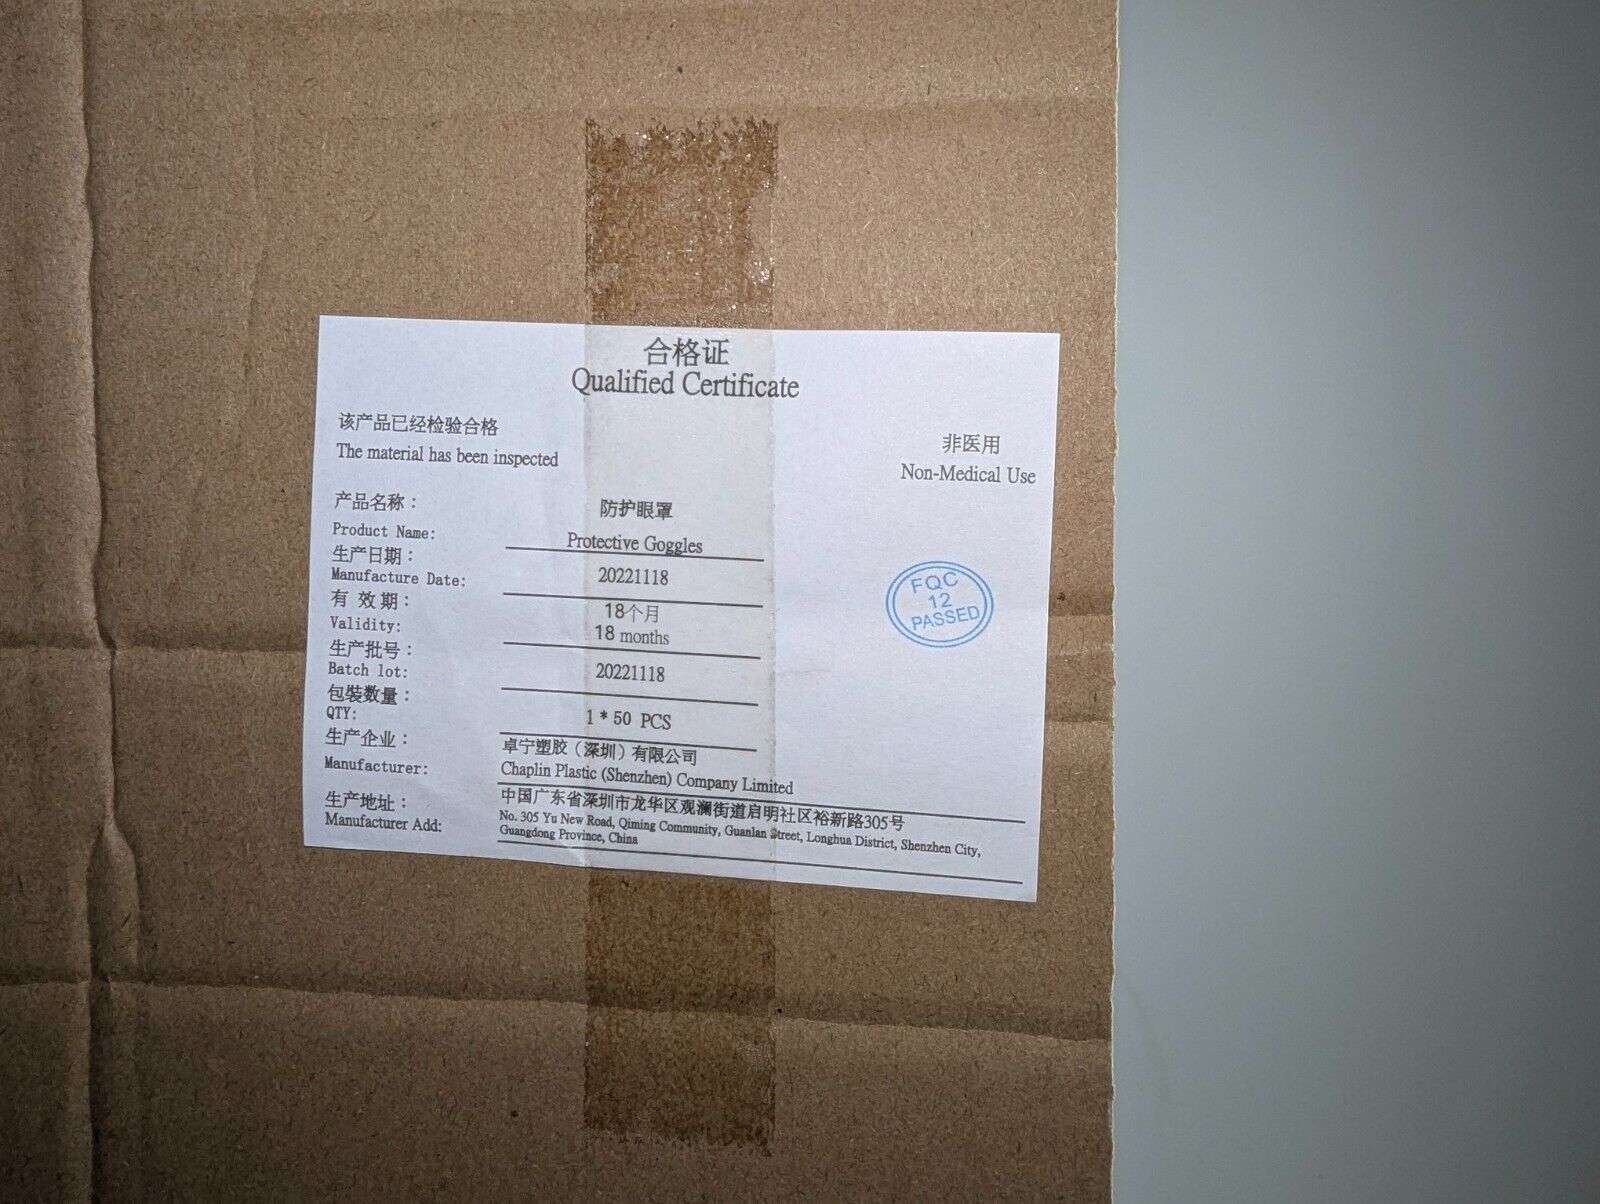 合格证
Qualified Certificate
该产品已经检验合格
The material has been inspected
非医用
Non-Medical Use
产品名称：
防护眼罩
Product Name:
Protective Goggles
生产日期：
Manufacture Date:
20221118
有 效 期：
18个月
Validity:
18 months
生产批号：
Batch lot:
20221118
包装数量：
QTY:
1 * 50 PCS
生产企业：
卓宁塑胶（深圳）有限公司
Manufacturer:
Chaplin Plastic (Shenzhen) Company Limited
生产地址：
中国广东省深圳市龙华区观澜街道启明社区裕新路305号
Manufacturer Add:
No. 305 Yu New Road, Qiming Community, Guanlan Street, Longhua District, Shenzhen City,
Guangdong Province, China
FQC
12
PASSED